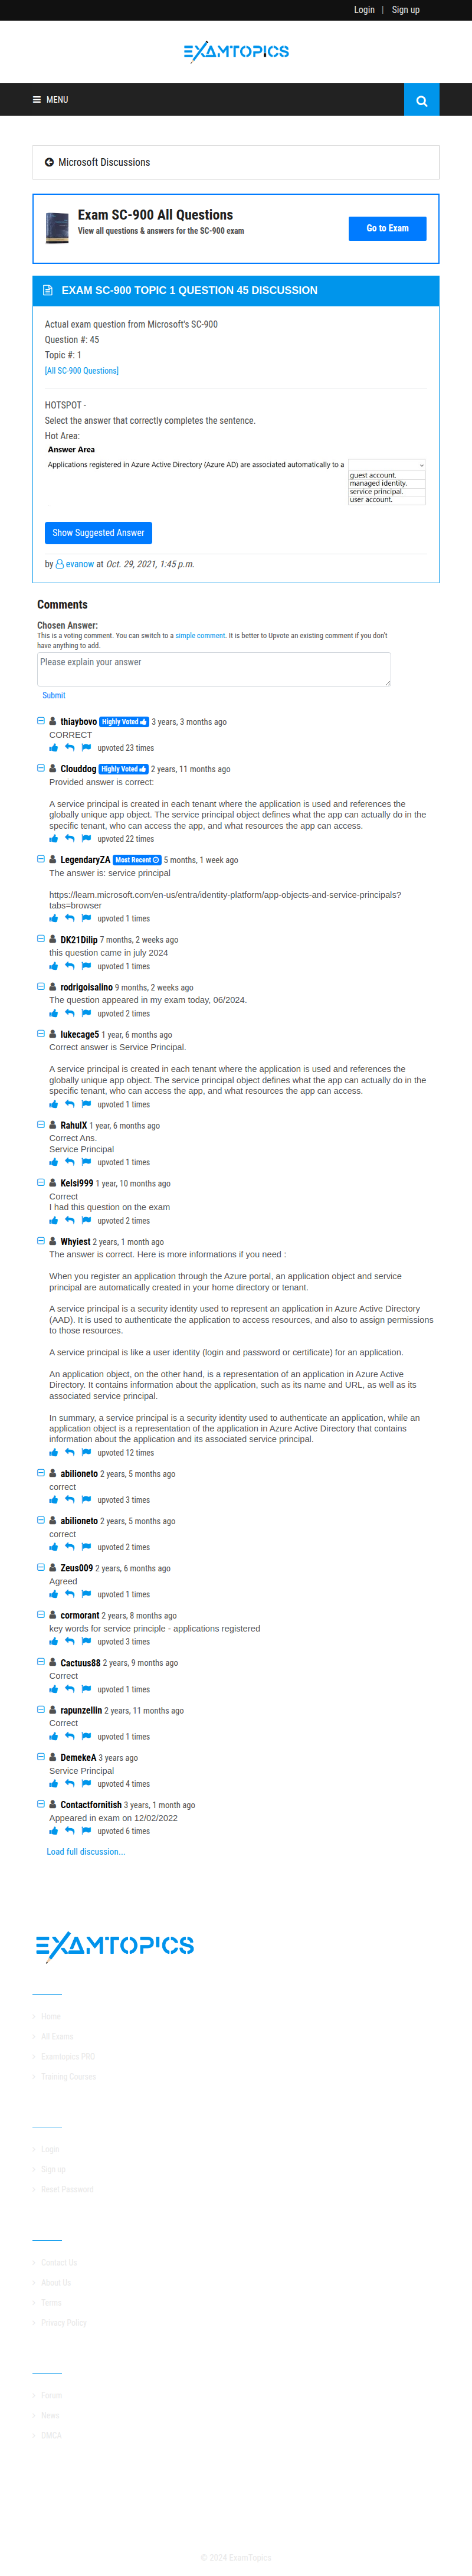 Login | Sign up
EXAMTOPICS
MENU
Microsoft Discussions
Exam SC-900 All Questions
View all questions & answers for the SC-900 exam
Go to Exam
EXAM SC-900 TOPIC 1 QUESTION 45 DISCUSSION
Actual exam question from Microsoft's SC-900
Question #: 45
Topic #: 1
[All SC-900 Questions]
HOTSPOT -
Select the answer that correctly completes the sentence.
Hot Area:
Answer Area
Applications registered in Azure Active Directory (Azure AD) are associated automatically to a
guest account.
managed identity.
service principal.
user account.
Show Suggested Answer
by evanow at Oct. 29, 2021, 1:45 p.m.
Comments
Chosen Answer:
This is a voting comment. You can switch to a simple comment. It is better to Upvote an existing comment if you don't
have anything to add.
Please explain your answer
Submit
thiaybovo Highly Voted 3 years, 3 months ago
CORRECT
upvoted 23 times
Clouddog Highly Voted 2 years, 11 months ago
Provided answer is correct:
A service principal is created in each tenant where the application is used and references the
globally unique app object. The service principal object defines what the app can actually do in the
specific tenant, who can access the app, and what resources the app can access.
upvoted 22 times
LegendaryZA Most Recent 5 months, 1 week ago
The answer is: service principal
https://learn.microsoft.com/en-us/entra/identity-platform/app-objects-and-service-principals?
tabs=browser
upvoted 1 times
DK21Dilip 7 months, 2 weeks ago
this question came in july 2024
upvoted 1 times
rodrigoisalino 9 months, 2 weeks ago
The question appeared in my exam today, 06/2024.
upvoted 2 times
lukecage5 1 year, 6 months ago
Correct answer is Service Principal.
A service principal is created in each tenant where the application is used and references the
globally unique app object. The service principal object defines what the app can actually do in the
specific tenant, who can access the app, and what resources the app can access.
upvoted 1 times
RahulX 1 year, 6 months ago
Correct Ans.
Service Principal
upvoted 1 times
Kelsi999 1 year, 10 months ago
Correct
I had this question on the exam
upvoted 2 times
Whyiest 2 years, 1 month ago
The answer is correct. Here is more informations if you need :
When you register an application through the Azure portal, an application object and service
principal are automatically created in your home directory or tenant.
A service principal is a security identity used to represent an application in Azure Active Directory
(AAD). It is used to authenticate the application to access resources, and also to assign permissions
to those resources.
A service principal is like a user identity (login and password or certificate) for an application.
An application object, on the other hand, is a representation of an application in Azure Active
Directory. It contains information about the application, such as its name and URL, as well as its
associated service principal.
In summary, a service principal is a security identity used to authenticate an application, while an
application object is a representation of the application in Azure Active Directory that contains
information about the application and its associated service principal.
upvoted 12 times
abilioneto 2 years, 5 months ago
correct
upvoted 3 times
abilioneto 2 years, 5 months ago
correct
upvoted 2 times
Zeus009 2 years, 6 months ago
Agreed
upvoted 1 times
cormorant 2 years, 8 months ago
key words for service principle - applications registered
upvoted 3 times
Cactuus88 2 years, 9 months ago
Correct
upvoted 1 times
rapunzellin 2 years, 11 months ago
Correct
upvoted 1 times
DemekeA 3 years ago
Service Principal
upvoted 4 times
Contactfornitish 3 years, 1 month ago
Appeared in exam on 12/02/2022
upvoted 6 times
Load full discussion...
EXAMTOPICS
Home
All Exams
Examtopics PRO
Training Courses
Login
Sign up
Reset Password
Contact Us
About Us
Terms
Privacy Policy
Forum
News
DMCA
© 2024 ExamTopics